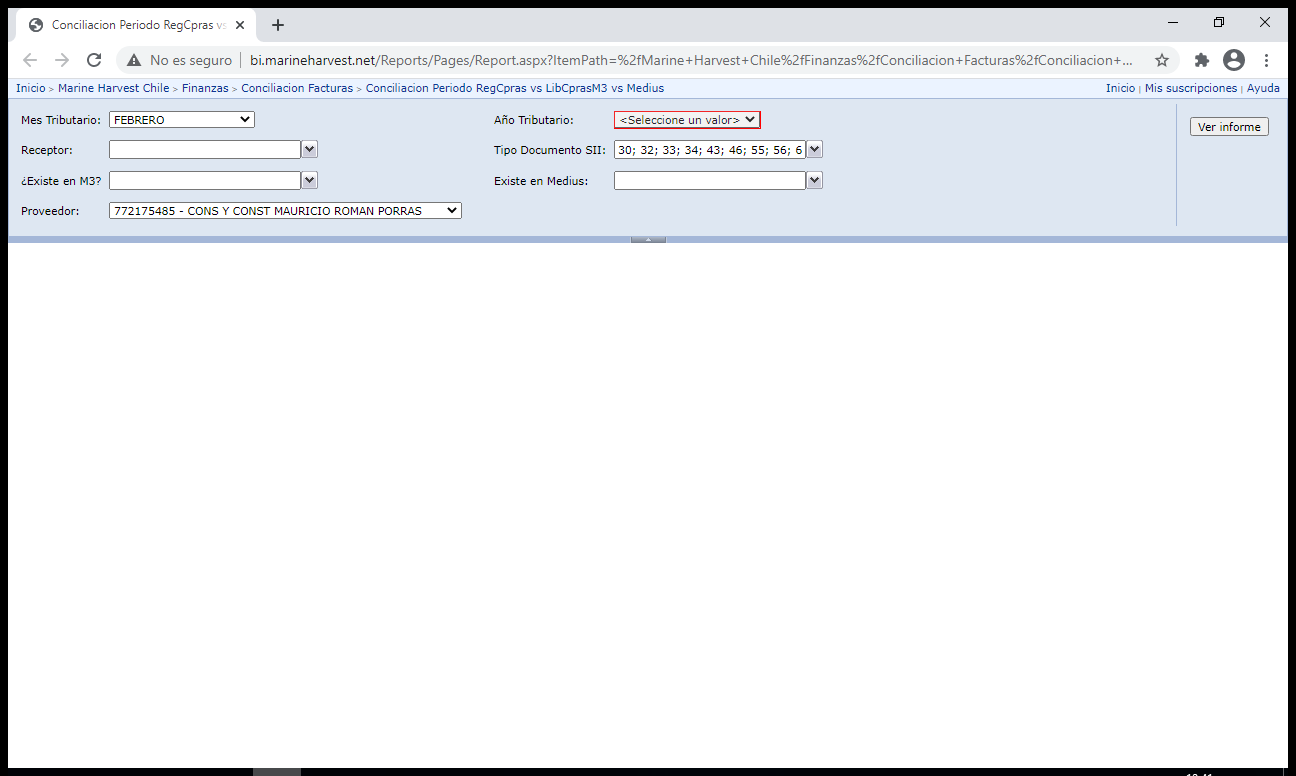 Conciliacion Periodo RegCpras vs
No es seguro | bi.marineharvest.net/Reports/Pages/Report.aspx?ItemPath=%2fMarine+Harvest+Chile%2fFinanzas%2fConciliacion+Facturas%2fConciliacion+...
Inicio > Marine Harvest Chile > Finanzas > Conciliacion Facturas > Conciliacion Periodo RegCpras vs LibCprasM3 vs Medius
Inicio | Mis suscripciones | Ayuda
Mes Tributario: FEBRERO Año Tributario: <Seleccione un valor>
Ver informe
Receptor: Tipo Documento SII: 30; 32; 33; 34; 43; 46; 55; 56; 6
¿Existe en M3? Existe en Medius:
Proveedor: 772175485 - CONS Y CONST MAURICIO ROMAN PORRAS